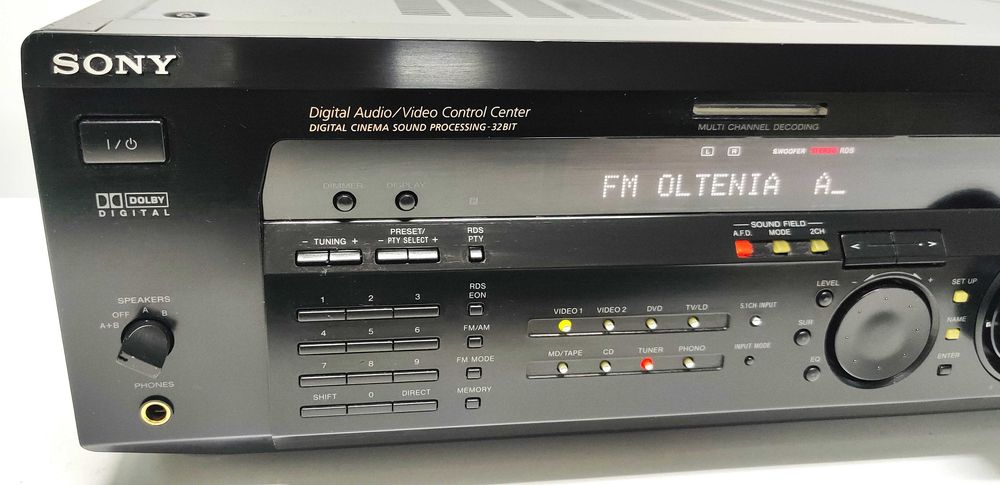 SONY
Digital Audio/Video Control Center
DIGITAL CINEMA SOUND PROCESSING-32BIT
MULTI CHANNEL DECODING
I/⏻
L R S.WOOFER STEREO RDS
FM OLTENIA A_
DOLBY
DIGITAL
DIMMER DISPLAY
- TUNING +
PRESET/
- PTY SELECT +
RDS
PTY
SOUND FIELD
A.F.D. MODE 2CH
< >
SPEAKERS
OFF A B
A+B
PHONES
1 2 3
4 5 6
7 8 9
SHIFT 0 DIRECT
RDS
EON
FM/AM
FM MODE
MEMORY
VIDEO 1 VIDEO 2 DVD TV/LD
MD/TAPE CD TUNER PHONO
5.1CH INPUT
INPUT MODE
LEVEL
SUR
EQ
- +
SET UP
NAME
ENTER